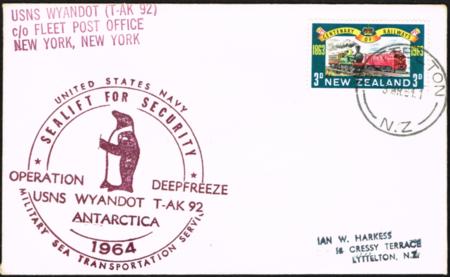 USNS WYANDOT (T-AK 92)
c/o FLEET POST OFFICE
NEW YORK, NEW YORK
CENTENARY OF RAILWAYS
1863 1963
3D NEW ZEALAND 3D
N.Z
UNITED STATES NAVY
SEALIFT FOR SECURITY
OPERATION DEEPFREEZE
USNS WYANDOT T-AK 92
ANTARCTICA
1964
MILITARY SEA TRANSPORTATION SERVICE
IAN W. HARKESS
12 CRESSY TERRACE
LYTTELTON, N.Z